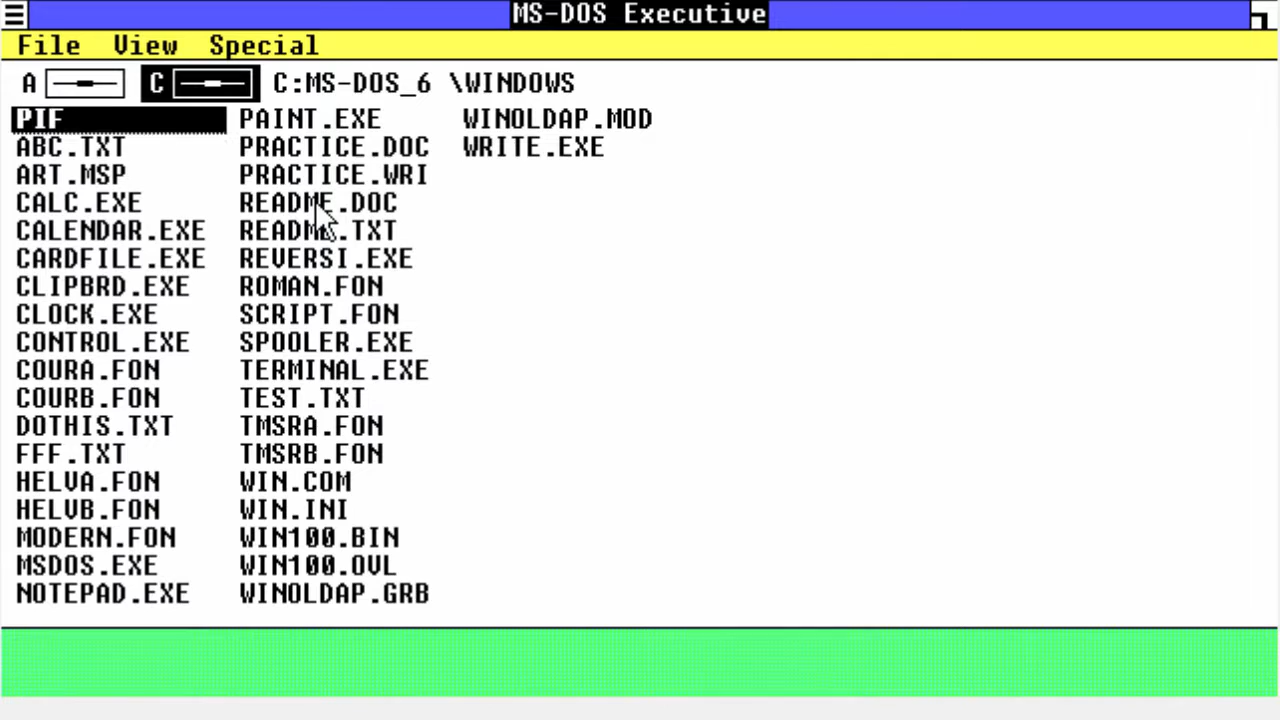 MS-DOS Executive
File View Special
A C C:MS-DOS_6 \WINDOWS
PIF PAINT.EXE WINOLDAP.MOD
ABC.TXT PRACTICE.DOC WRITE.EXE
ART.MSP PRACTICE.WRI
CALC.EXE README.DOC
CALENDAR.EXE README.TXT
CARDFILE.EXE REVERSI.EXE
CLIPBRD.EXE ROMAN.FON
CLOCK.EXE SCRIPT.FON
CONTROL.EXE SPOOLER.EXE
COURA.FON TERMINAL.EXE
COURB.FON TEST.TXT
DOTHIS.TXT TMSRA.FON
FFF.TXT TMSRB.FON
HELVA.FON WIN.COM
HELVB.FON WIN.INI
MODERN.FON WIN100.BIN
MSDOS.EXE WIN100.OVL
NOTEPAD.EXE WINOLDAP.GRB